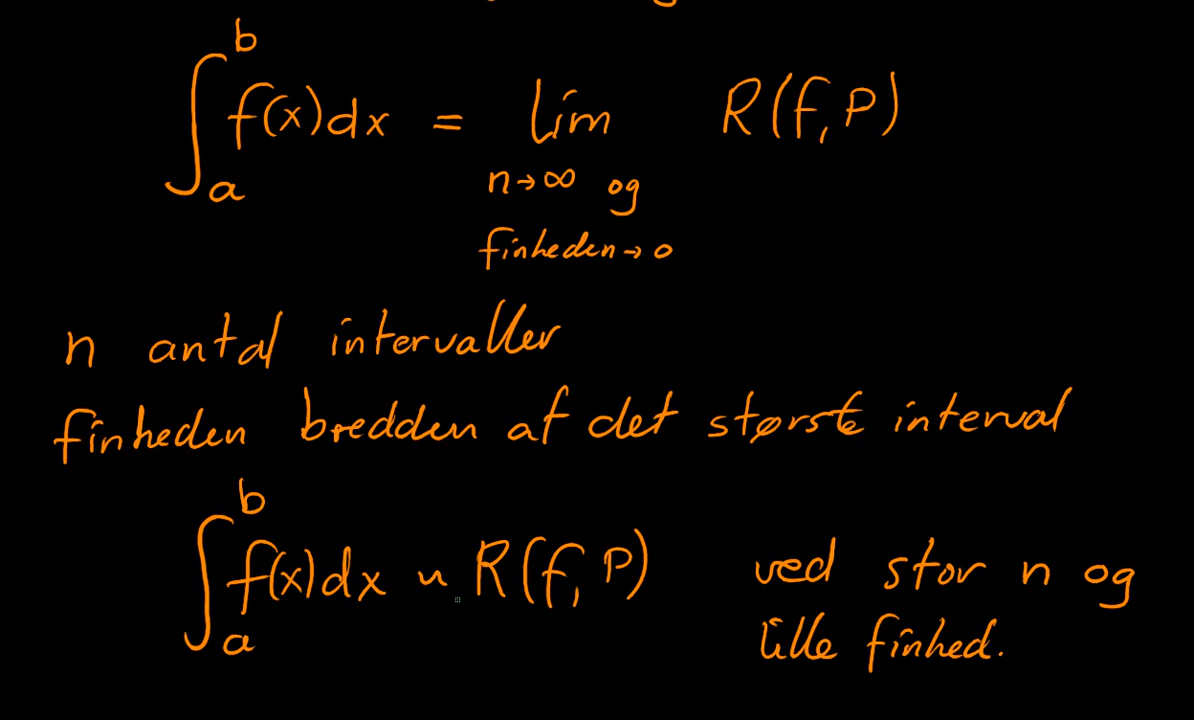 ∫_a^b f(x)dx = lim_{n→∞ og finheden→0} R(f,P)
n antal intervaller
finheden bredden af det største interval
∫_a^b f(x)dx ~ R(f,P) ved stor n og
lille finhed.